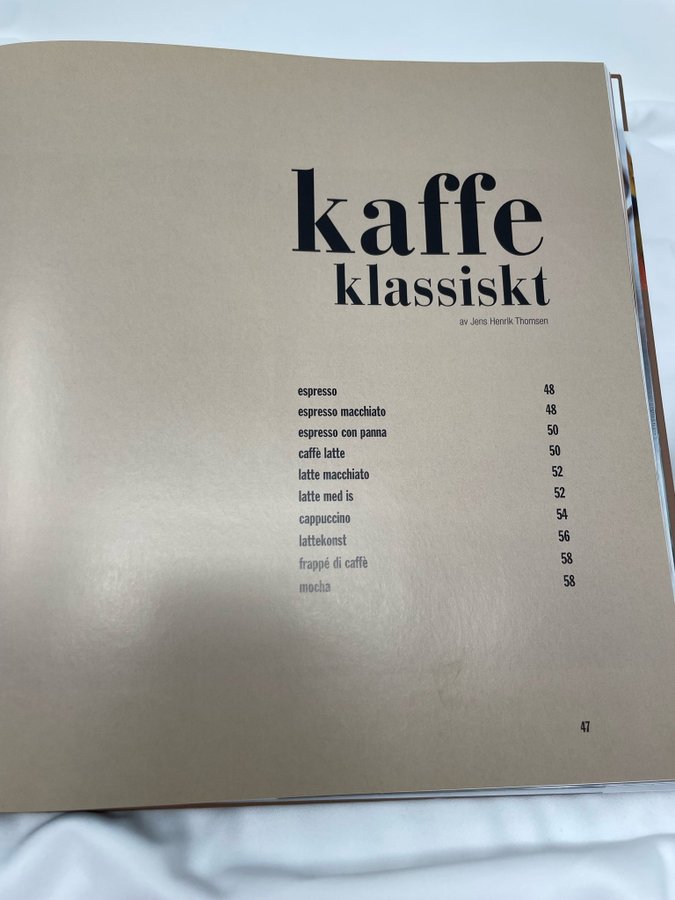 kaffe
klassiskt
av Jens Henrik Thomsen
espresso 48
espresso macchiato 48
espresso con panna 50
caffè latte 50
latte macchiato 52
latte med is 52
cappuccino 54
lattekonst 56
frappé di caffè 58
mocha 58
47